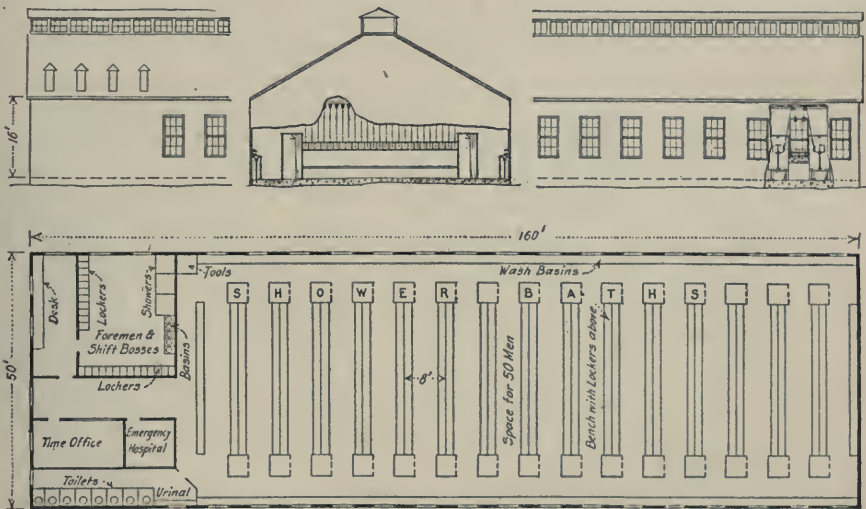 16'
160'
50'
Desk
Lockers
Showers
Tools
Wash Basins
S H O W E R B A T H S
Foremen &
Shift Bosses
Basins
Lockers
8'
Space for 50 Men
Bench with Lockers above
Time Office
Emergency
Hospital
Toilets
Urinal